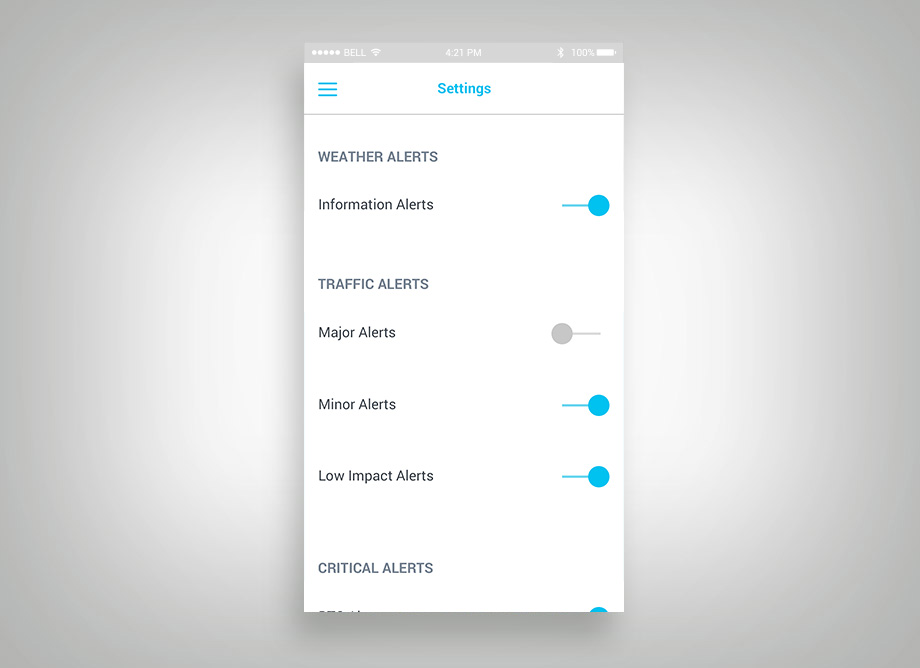 BELL 4:21 PM 100%
Settings
WEATHER ALERTS
Information Alerts
TRAFFIC ALERTS
Major Alerts
Minor Alerts
Low Impact Alerts
CRITICAL ALERTS